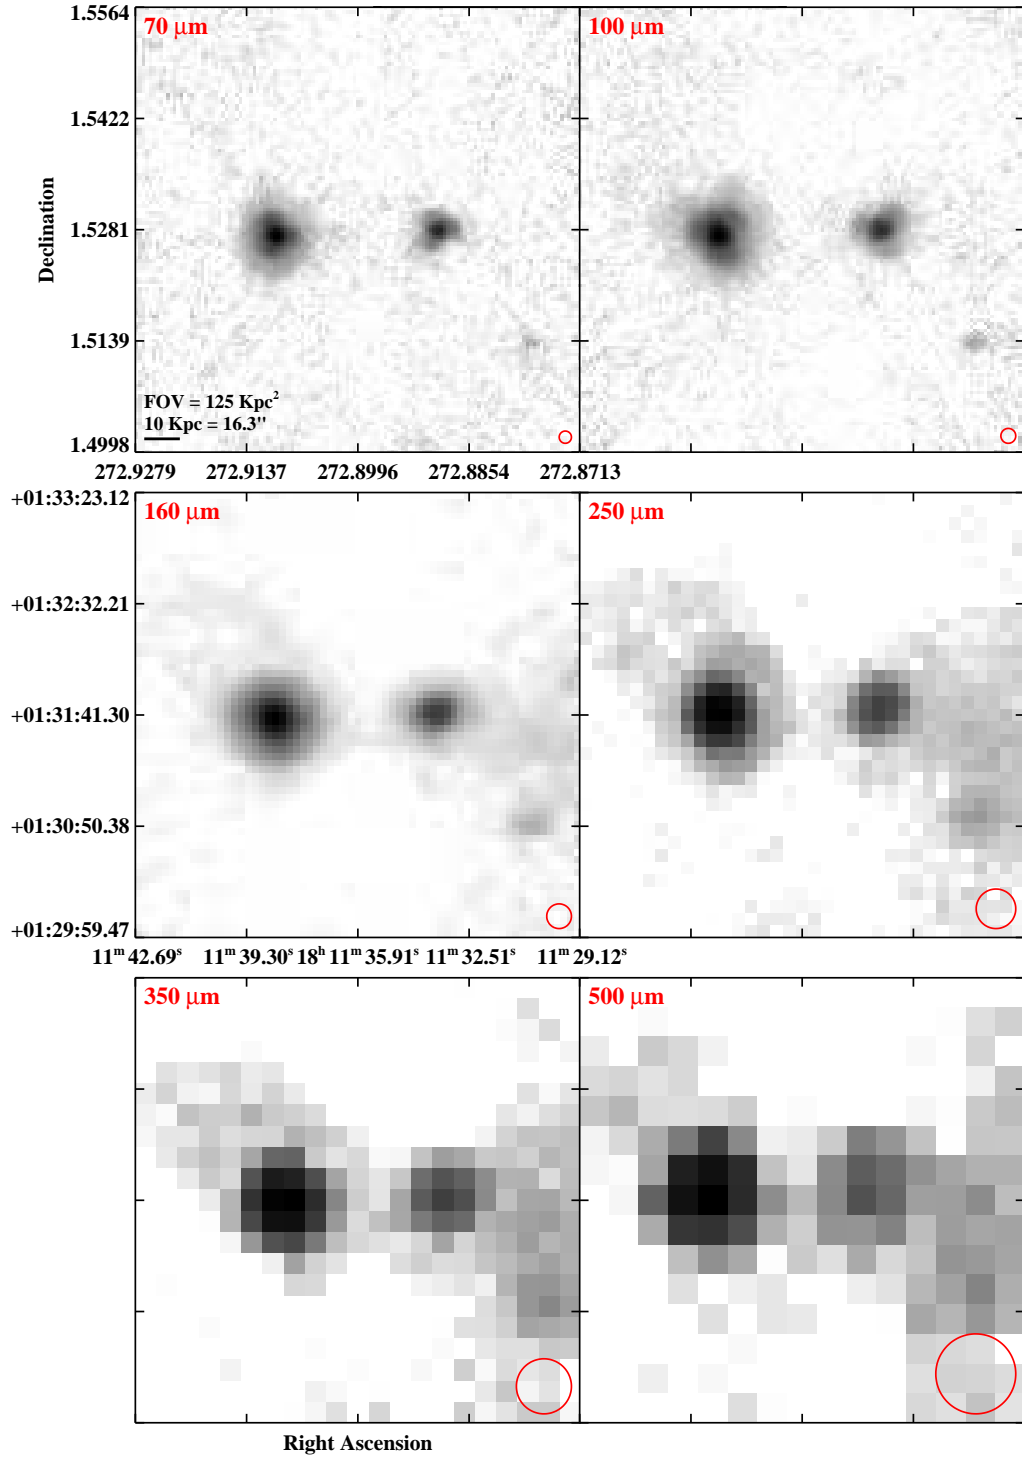 1.5564
70 μm
100 μm
1.5422
1.5281
Declination
1.5139
FOV = 125 Kpc²
10 Kpc = 16.3"
1.4998
272.9279 272.9137 272.8996 272.8854 272.8713
+01:33:23.12
160 μm
250 μm
+01:32:32.21
+01:31:41.30
+01:30:50.38
+01:29:59.47
11ᵐ 42.69ˢ 11ᵐ 39.30ˢ 18ʰ 11ᵐ 35.91ˢ 11ᵐ 32.51ˢ 11ᵐ 29.12ˢ
350 μm
500 μm
Right Ascension